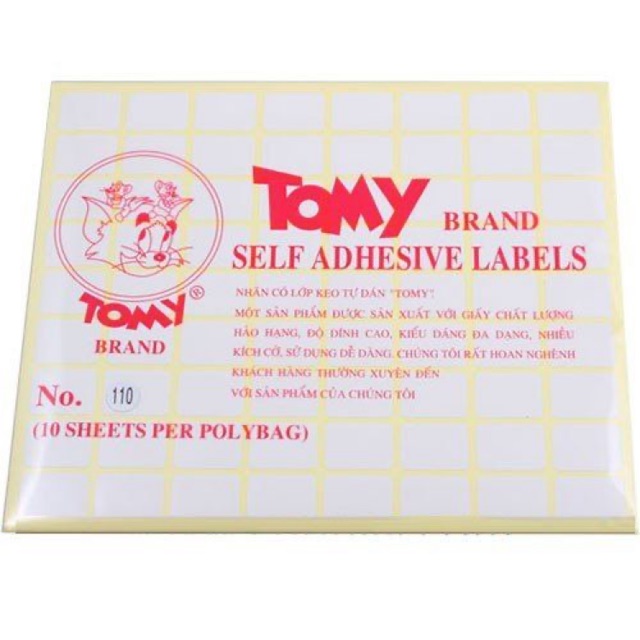 TOMY BRAND
SELF ADHESIVE LABELS
NHÃN CÓ LỚP KEO TỰ DÁN "TOMY".
MỘT SẢN PHẨM ĐƯỢC SẢN XUẤT VỚI GIẤY CHẤT LƯỢNG
HẢO HẠNG, ĐỘ DÍNH CAO, KIỂU DÁNG ĐA DẠNG, NHIỀU
KÍCH CỠ, SỬ DỤNG DỄ DÀNG. CHÚNG TÔI RẤT HOAN NGHÊNH
KHÁCH HÀNG THƯỜNG XUYÊN ĐẾN
VỚI SẢN PHẨM CỦA CHÚNG TÔI
TOMY ®
BRAND
No. 110
(10 SHEETS PER POLYBAG)